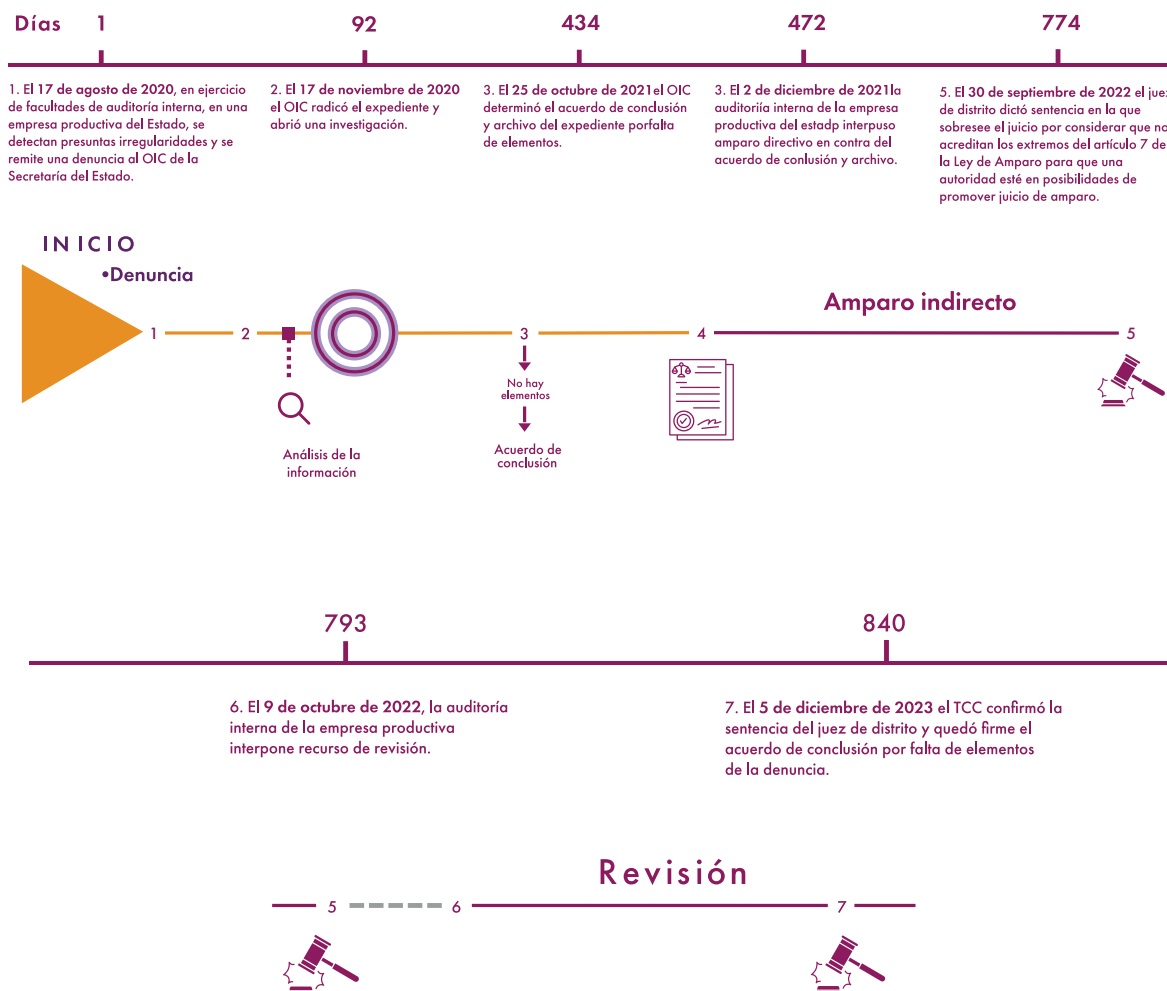 Días 1 92 434 472 774
1. El 17 de agosto de 2020, en ejercicio
de facultades de auditoría interna, en una
empresa productiva del Estado, se
detectan presuntas irregularidades y se
remite una denuncia al OIC de la
Secretaría del Estado.
2. El 17 de noviembre de 2020
el OIC radicó el expediente y
abrió una investigación.
3. El 25 de octubre de 2021el OIC
determinó el acuerdo de conclusión
y archivo del expediente porfalta
de elementos.
3. El 2 de diciembre de 2021la
auditoriía interna de la empresa
productiva del estadp interpuso
amparo directivo en contra del
acuerdo de conlusión y archivo.
5. El 30 de septiembre de 2022 el juez
de distrito dictó sentencia en la que
sobresee el juicio por considerar que no
acreditan los extremos del artículo 7 de
la Ley de Amparo para que una
autoridad esté en posibilidades de
promover juicio de amparo.
INICIO
•Denuncia
Amparo indirecto
1 2 3 4 5
No hay
elementos
Análisis de la
información
Acuerdo de
conclusión
793 840
6. El 9 de octubre de 2022, la auditoría
interna de la empresa productiva
interpone recurso de revisión.
7. El 5 de diciembre de 2023 el TCC confirmó la
sentencia del juez de distrito y quedó firme el
acuerdo de conclusión por falta de elementos
de la denuncia.
Revisión
5 6 7